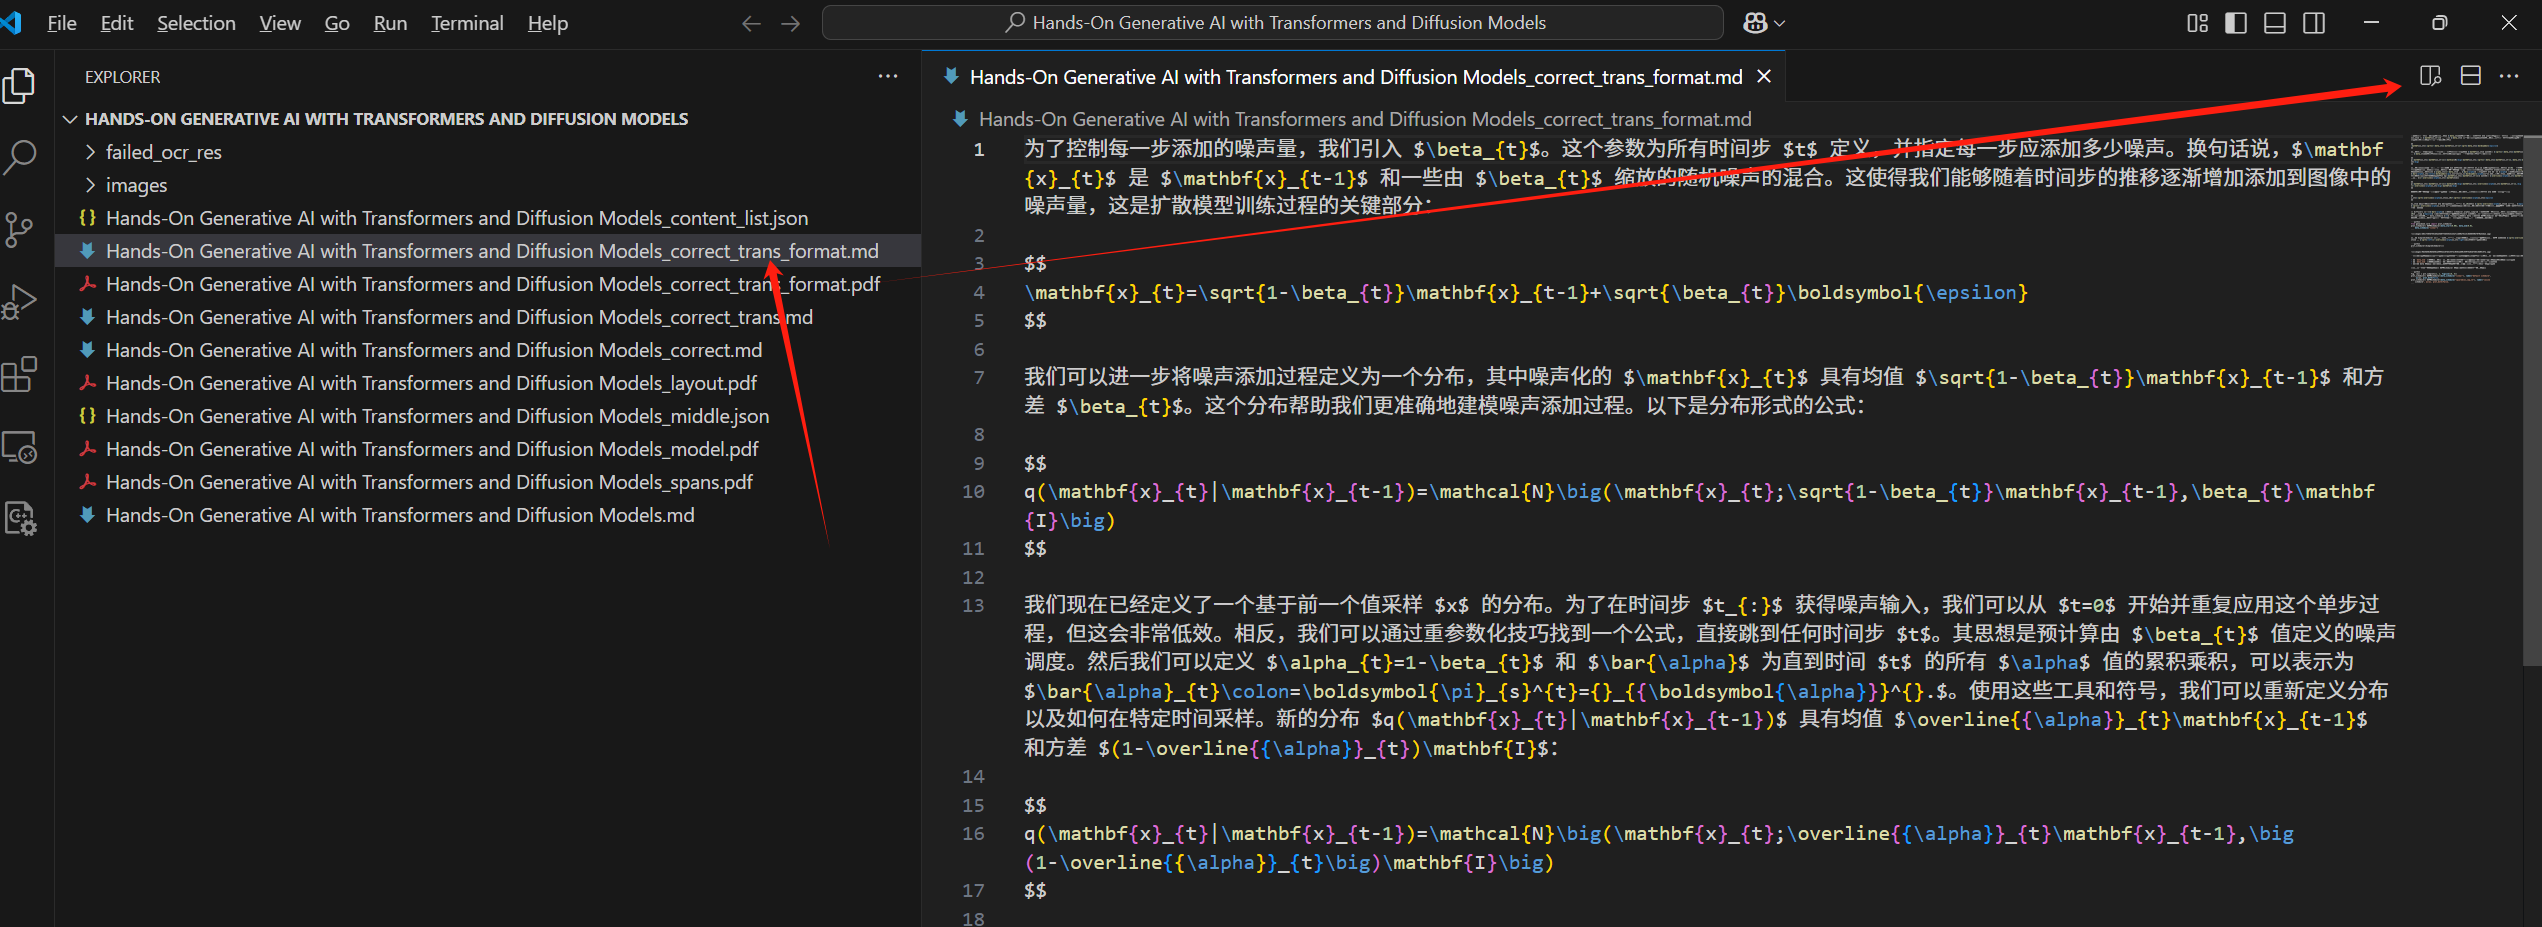 File Edit Selection View Go Run Terminal Help
Hands-On Generative AI with Transformers and Diffusion Models
EXPLORER
HANDS-ON GENERATIVE AI WITH TRANSFORMERS AND DIFFUSION MODELS
failed_ocr_res
images
{} Hands-On Generative AI with Transformers and Diffusion Models_content_list.json
Hands-On Generative AI with Transformers and Diffusion Models_correct_trans_format.md
Hands-On Generative AI with Transformers and Diffusion Models_correct_trans_format.pdf
Hands-On Generative AI with Transformers and Diffusion Models_correct_trans.md
Hands-On Generative AI with Transformers and Diffusion Models_correct.md
Hands-On Generative AI with Transformers and Diffusion Models_layout.pdf
{} Hands-On Generative AI with Transformers and Diffusion Models_middle.json
Hands-On Generative AI with Transformers and Diffusion Models_model.pdf
Hands-On Generative AI with Transformers and Diffusion Models_spans.pdf
Hands-On Generative AI with Transformers and Diffusion Models.md
Hands-On Generative AI with Transformers and Diffusion Models_correct_trans_format.md
Hands-On Generative AI with Transformers and Diffusion Models_correct_trans_format.md
1 为了控制每一步添加的噪声量，我们引入 $\beta_{t}$。这个参数为所有时间步 $t$ 定义，并指定每一步应添加多少噪声。换句话说，$\mathbf
{x}_{t}$ 是 $\mathbf{x}_{t-1}$ 和一些由 $\beta_{t}$ 缩放的随机噪声的混合。这使得我们能够随着时间步的推移逐渐增加添加到图像中的
噪声量，这是扩散模型训练过程的关键部分：
2
3 $$
4 \mathbf{x}_{t}=\sqrt{1-\beta_{t}}\mathbf{x}_{t-1}+\sqrt{\beta_{t}}\boldsymbol{\epsilon}
5 $$
6
7 我们可以进一步将噪声添加过程定义为一个分布，其中噪声化的 $\mathbf{x}_{t}$ 具有均值 $\sqrt{1-\beta_{t}}\mathbf{x}_{t-1}$ 和方
差 $\beta_{t}$。这个分布帮助我们更准确地建模噪声添加过程。以下是分布形式的公式：
8
9 $$
10 q(\mathbf{x}_{t}|\mathbf{x}_{t-1})=\mathcal{N}\big(\mathbf{x}_{t};\sqrt{1-\beta_{t}}\mathbf{x}_{t-1},\beta_{t}\mathbf
{I}\big)
11 $$
12
13 我们现在已经定义了一个基于前一个值采样 $x$ 的分布。为了在时间步 $t_{:}$ 获得噪声输入，我们可以从 $t=0$ 开始并重复应用这个单步过
程，但这会非常低效。相反，我们可以通过重参数化技巧找到一个公式，直接跳到任何时间步 $t$。其思想是预计算由 $\beta_{t}$ 值定义的噪声
调度。然后我们可以定义 $\alpha_{t}=1-\beta_{t}$ 和 $\bar{\alpha}$ 为直到时间 $t$ 的所有 $\alpha$ 值的累积乘积，可以表示为
$\bar{\alpha}_{t}\colon=\boldsymbol{\pi}_{s}^{t}={}_{{\boldsymbol{\alpha}}}^{}.$。使用这些工具和符号，我们可以重新定义分布
以及如何在特定时间采样。新的分布 $q(\mathbf{x}_{t}|\mathbf{x}_{t-1})$ 具有均值 $\overline{{\alpha}}_{t}\mathbf{x}_{t-1}$
和方差 $(1-\overline{{\alpha}}_{t})\mathbf{I}$：
14
15 $$
16 q(\mathbf{x}_{t}|\mathbf{x}_{t-1})=\mathcal{N}\big(\mathbf{x}_{t};\overline{{\alpha}}_{t}\mathbf{x}_{t-1},\big
(1-\overline{{\alpha}}_{t}\big)\mathbf{I}\big)
17 $$
18